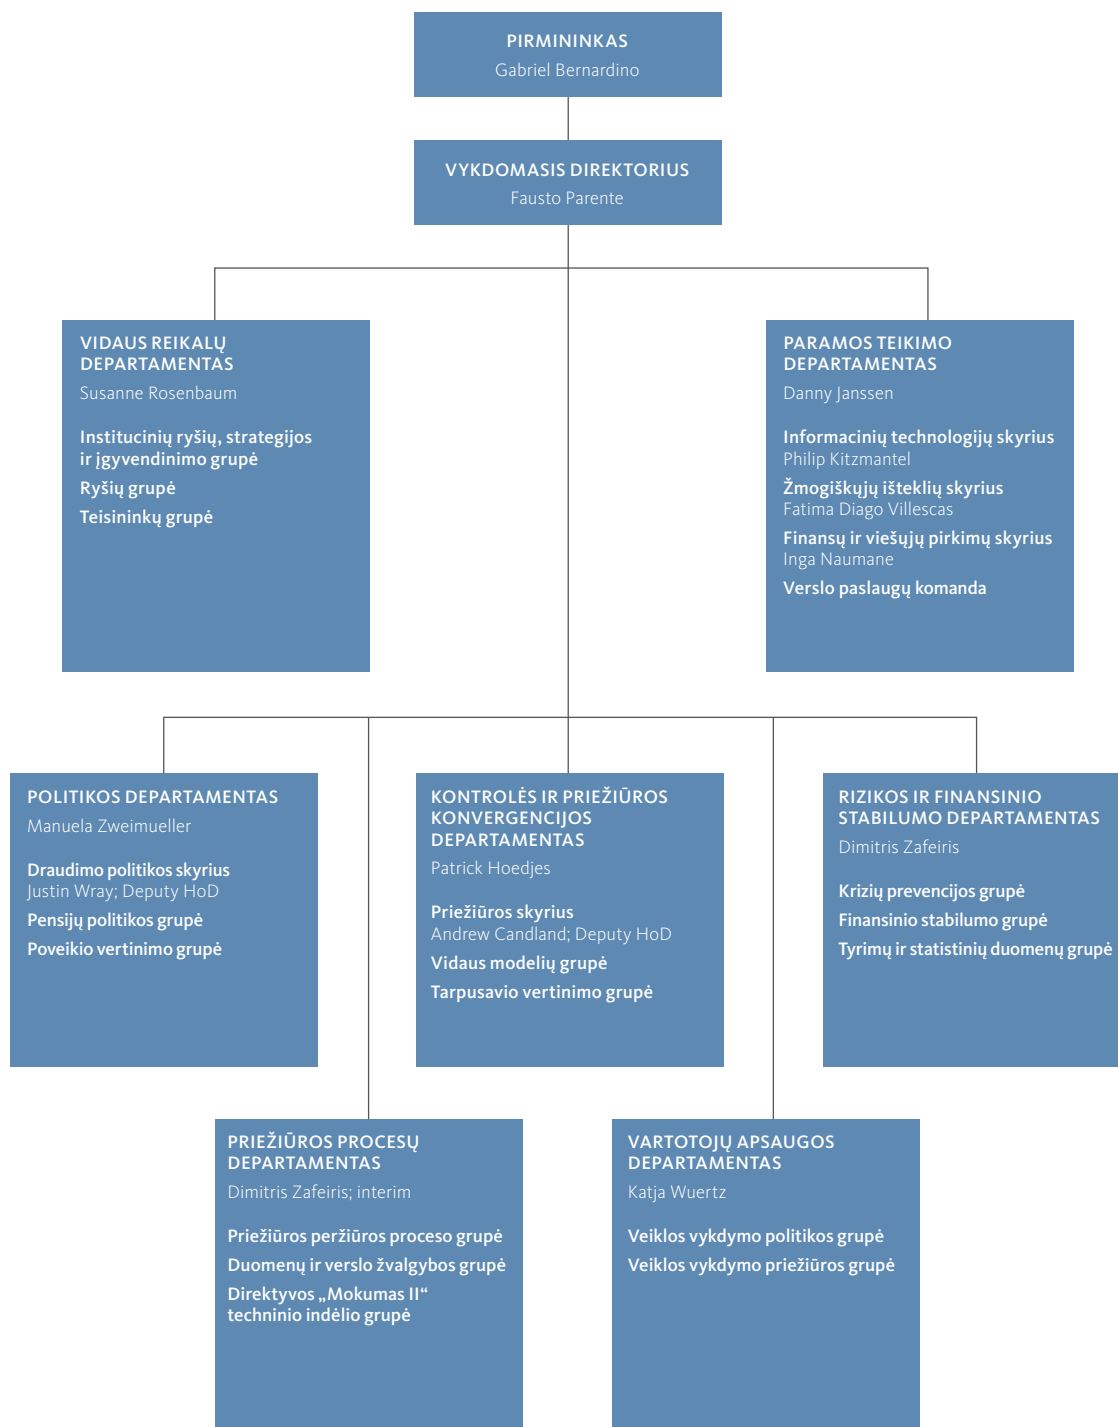 PIRMININKAS
Gabriel Bernardino
VYKDOMASIS DIREKTORIUS
Fausto Parente
VIDAUS REIKALŲ
DEPARTAMENTAS
Susanne Rosenbaum
Institucinių ryšių, strategijos
ir įgyvendinimo grupė
Ryšių grupė
Teisininkų grupė
PARAMOS TEIKIMO
DEPARTAMENTAS
Danny Janssen
Informacinių technologijų skyrius
Philip Kitzmantel
Žmogiškųjų išteklių skyrius
Fatima Diago Villescas
Finansų ir viešųjų pirkimų skyrius
Inga Naumane
Verslo paslaugų komanda
POLITIKOS DEPARTAMENTAS
Manuela Zweimueller
Draudimo politikos skyrius
Justin Wray; Deputy HoD
Pensijų politikos grupė
Poveikio vertinimo grupė
KONTROLĖS IR PRIEŽIŪROS
KONVERGENCIJOS
DEPARTAMENTAS
Patrick Hoedjes
Priežiūros skyrius
Andrew Candland; Deputy HoD
Vidaus modelių grupė
Tarpusavio vertinimo grupė
RIZIKOS IR FINANSINIO
STABILUMO DEPARTAMENTAS
Dimitris Zafeiris
Krizių prevencijos grupė
Finansinio stabilumo grupė
Tyrimų ir statistinių duomenų grupė
PRIEŽIŪROS PROCESŲ
DEPARTAMENTAS
Dimitris Zafeiris; interim
Priežiūros peržiūros proceso grupė
Duomenų ir verslo žvalgybos grupė
Direktyvos „Mokumas II“
techninio indėlio grupė
VARTOTOJŲ APSAUGOS
DEPARTAMENTAS
Katja Wuertz
Veiklos vykdymo politikos grupė
Veiklos vykdymo priežiūros grupė